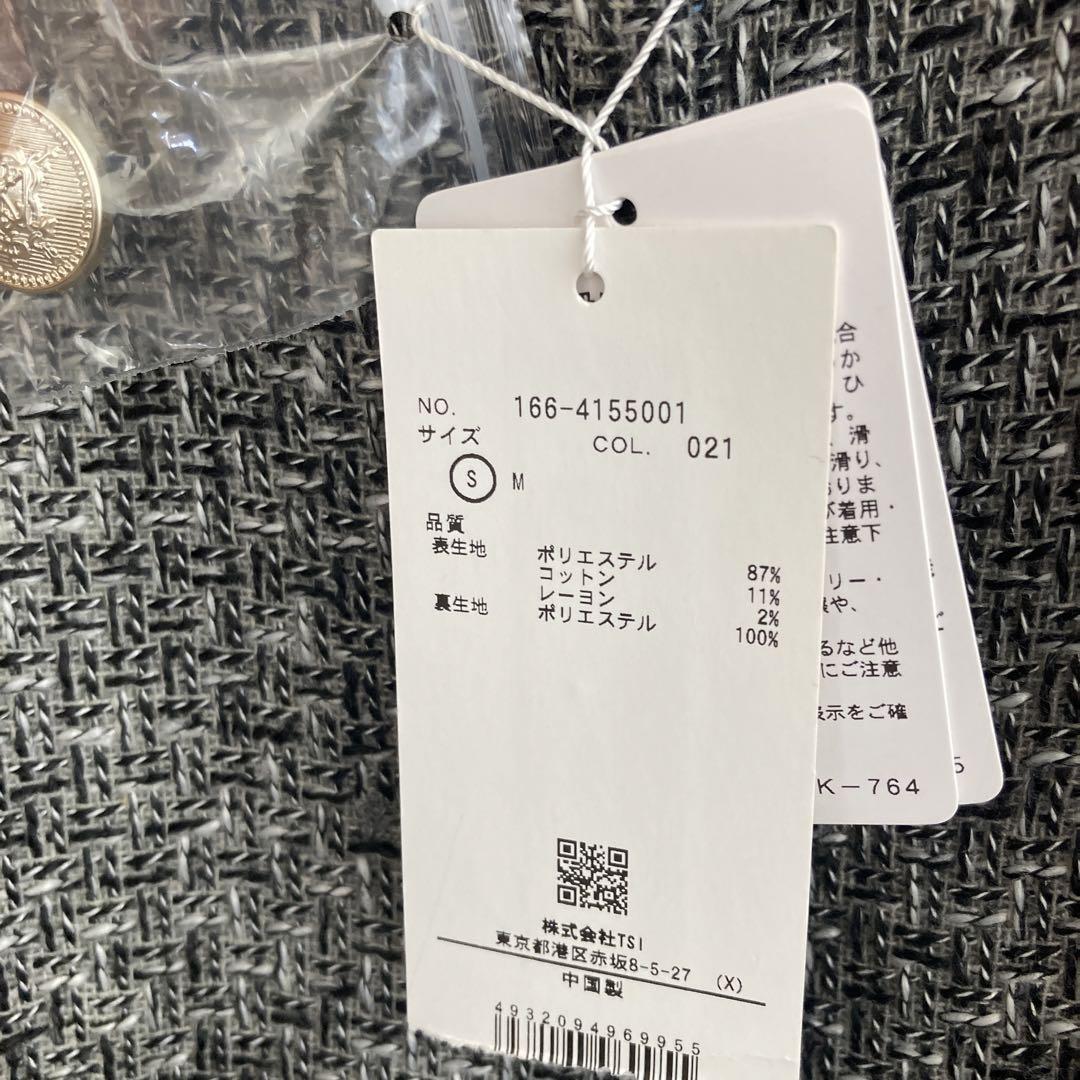 NO. 166-4155001
サイズ COL. 021
S M
品質
表生地 ポリエステル 87%
コットン 11%
レーヨン 2%
裏生地 ポリエステル 100%
株式会社TSI
東京都港区赤坂8-5-27 (X)
中国製
4932094969955
合
か
ひ
す。
、滑
滑り、
ありま
着用・
注意下
リー・
や、
るなど他
にご注意
表示をご確
K-764
5